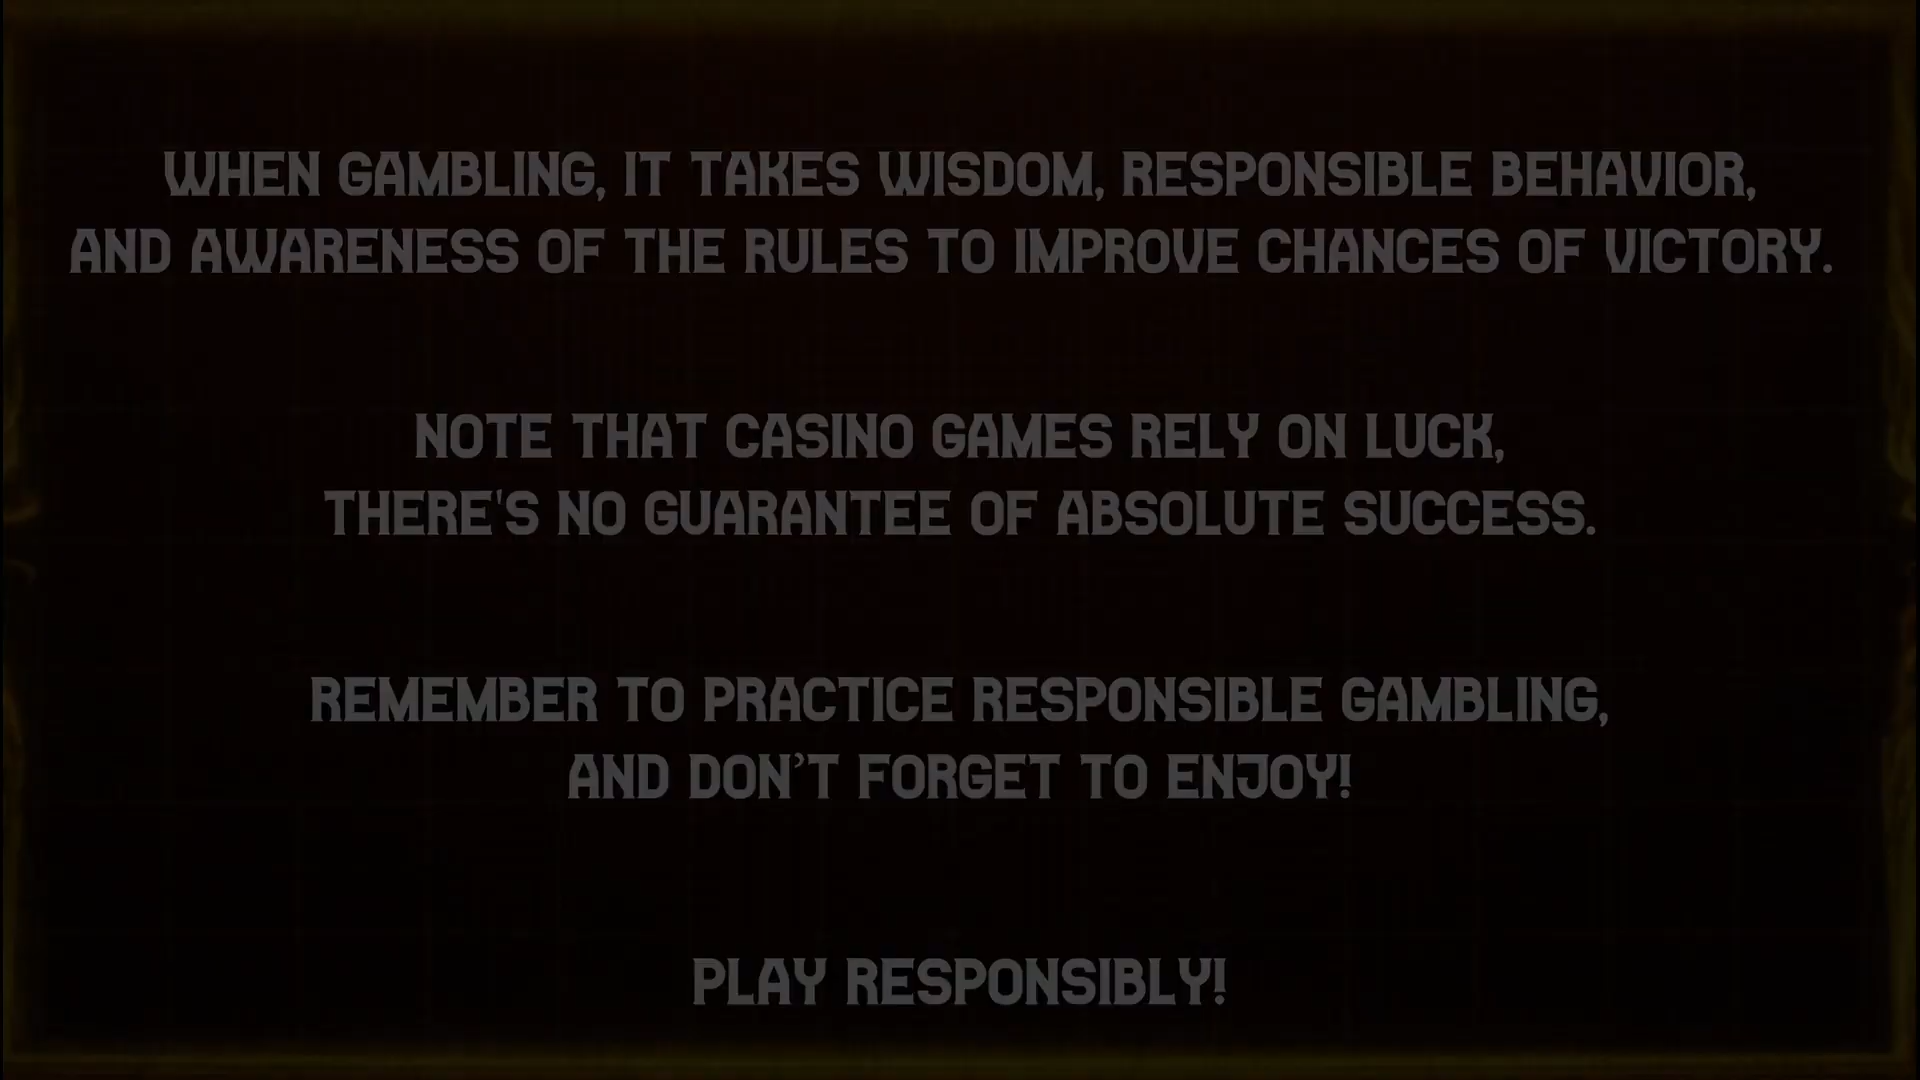 WHEN GAMBLING, IT TAKES WISDOM, RESPONSIBLE BEHAVIOR,
AND AWARENESS OF THE RULES TO IMPROVE CHANCES OF VICTORY.
NOTE THAT CASINO GAMES RELY ON LUCK,
THERE'S NO GUARANTEE OF ABSOLUTE SUCCESS.
REMEMBER TO PRACTICE RESPONSIBLE GAMBLING,
AND DON’T FORGET TO ENJOY!
PLAY RESPONSIBLY!